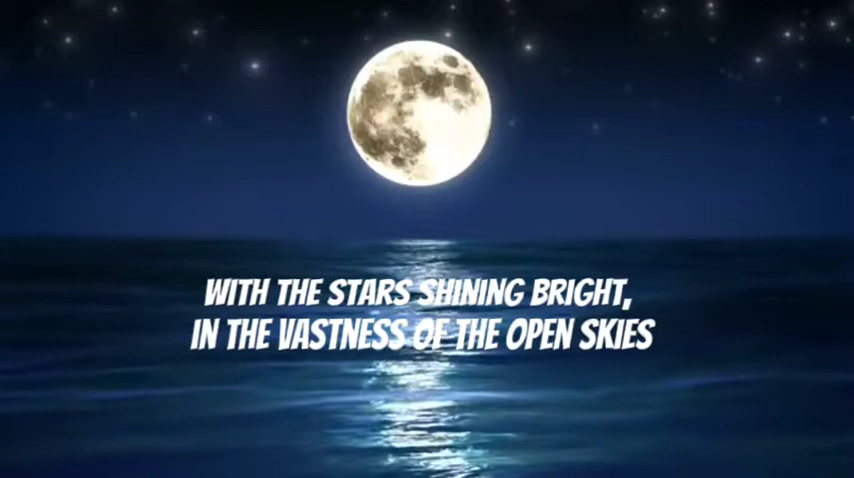 WITH THE STARS SHINING BRIGHT,
IN THE VASTNESS OF THE OPEN SKIES